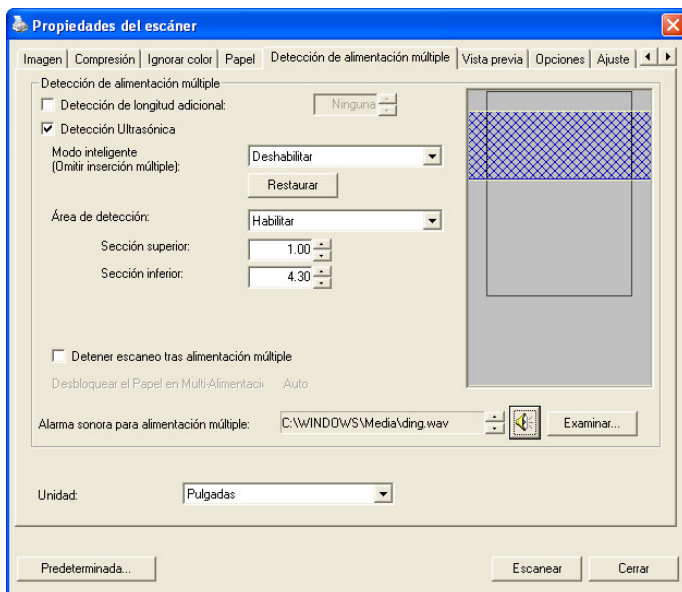 Propiedades del escáner
Imagen Compresión Ignorar color Papel Detección de alimentación múltiple Vista previa Opciones Ajuste
Detección de alimentación múltiple
Detección de longitud adicional: Ninguna
Detección Ultrasónica
Modo inteligente
(Omitir inserción múltiple): Deshabilitar
Restaurar
Área de detección: Habilitar
Sección superior: 1.00
Sección inferior: 4.30
Detener escaneo tras alimentación múltiple
Desbloquear el Papel en Multi-Alimentació Auto
Alarma sonora para alimentación múltiple: C:\WINDOWS\Media\ding.wav Examinar...
Unidad: Pulgadas
Predeterminada... Escanear Cerrar